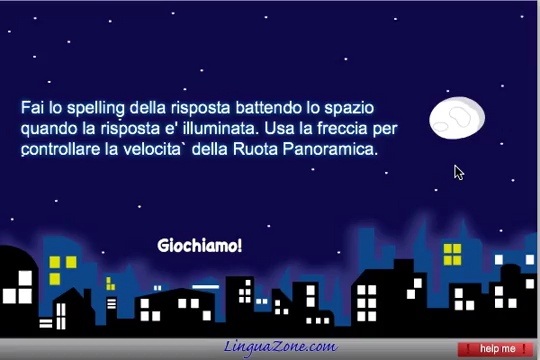 Fai lo spelling della risposta battendo lo spazio
quando la risposta e' illuminata. Usa la freccia per
controllare la velocita` della Ruota Panoramica.
Giochiamo!
LinguaZone.com
! help me !